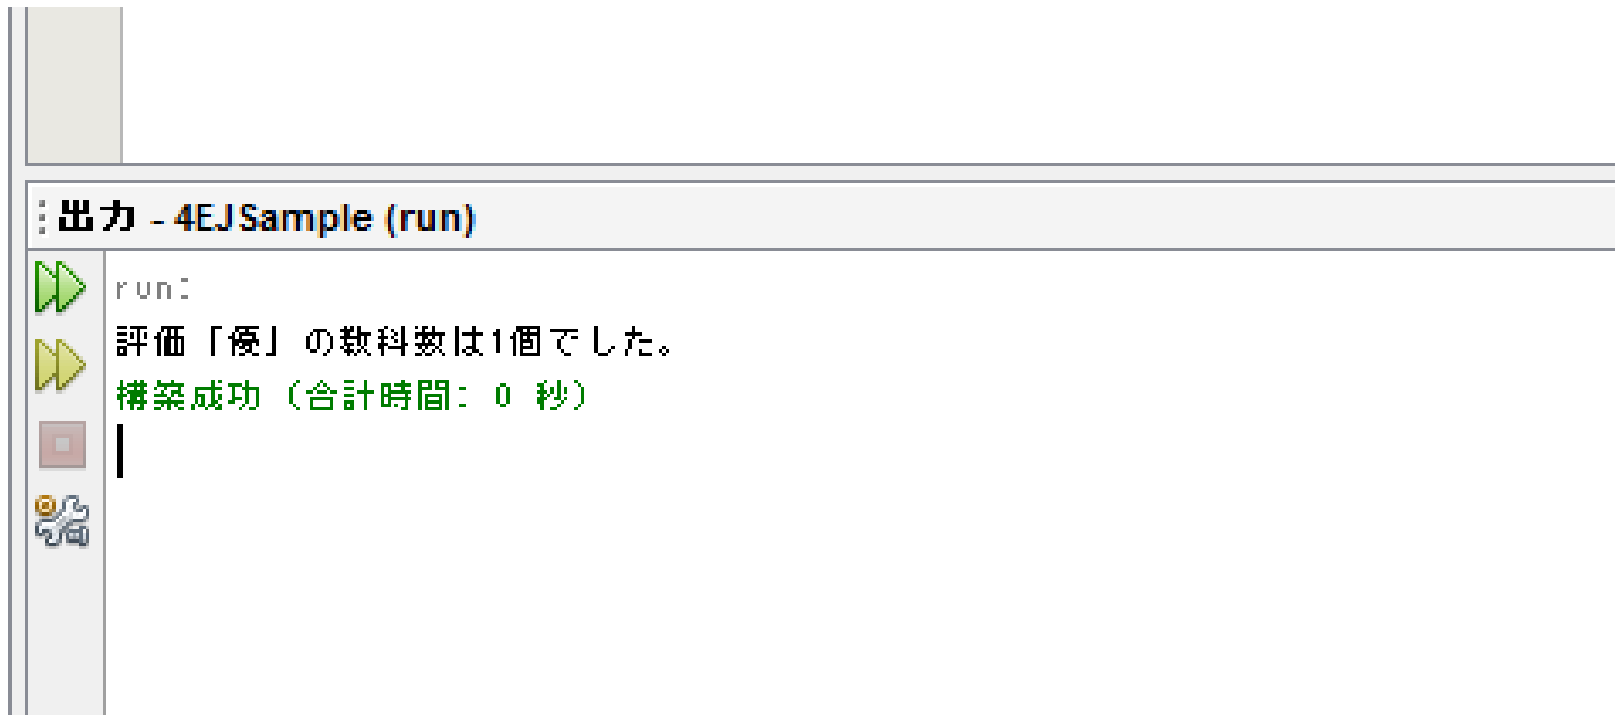 出力 - 4EJSample (run)
run:
評価「優」の教科数は1個でした。
構築成功 (合計時間: 0 秒)